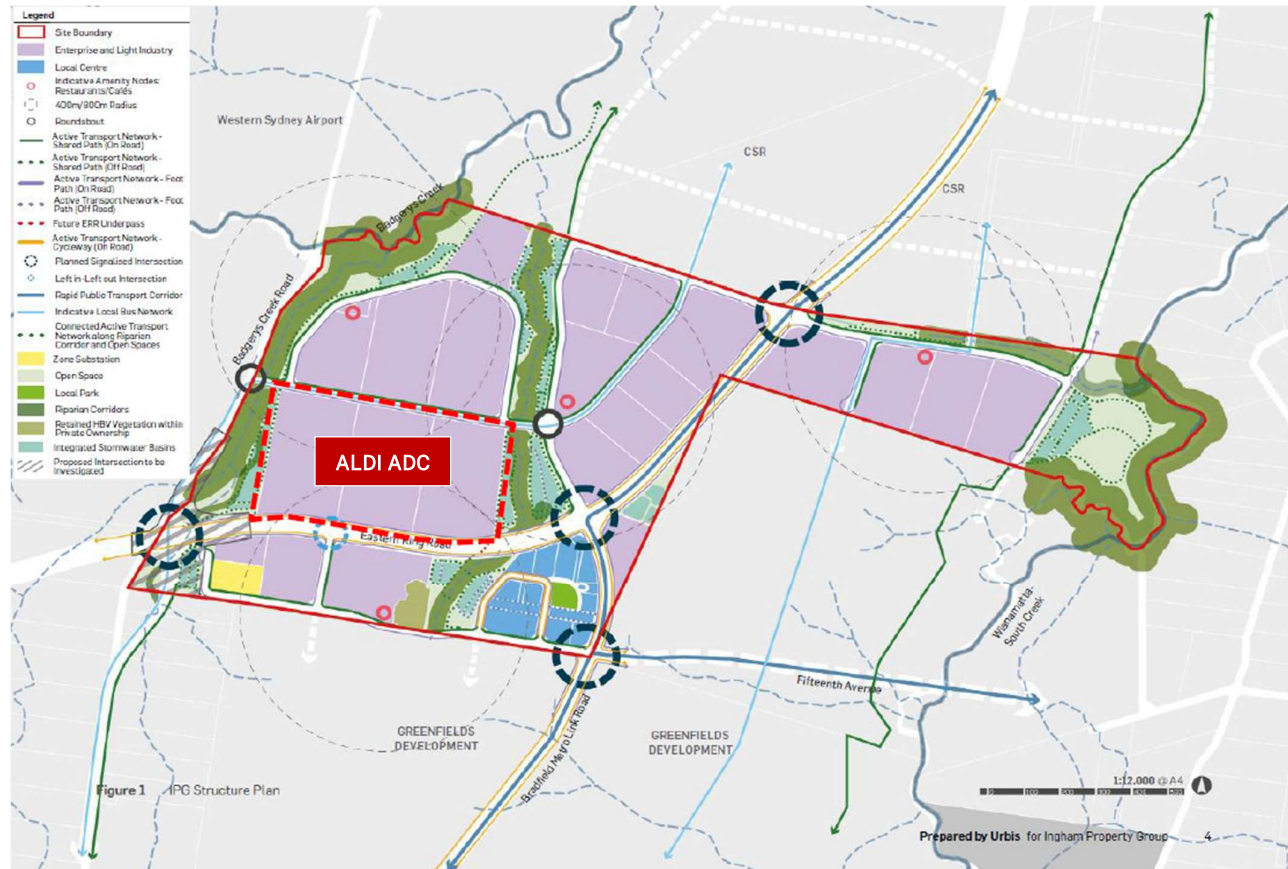 Legend
Site Boundary
Enterprise and Light Industry
Local Centre
Indicative Amenity Nodes:
Restaurants/Cafés
400m/800m Radius
Roundabout
Active Transport Network -
Shared Path (On Road)
Active Transport Network -
Shared Path (Off Road)
Active Transport Network - Foot
Path (On Road)
Active Transport Network - Foot
Path (Off Road)
Future ERR Underpass
Active Transport Network -
Cycleway (On Road)
Planned Signalised Intersection
Left in-Left out Intersection
Rapid Public Transport Corridor
Indicative Local Bus Network
Connected Active Transport
Network along Riparian
Corridor and Open Spaces
Zone Substation
Open Space
Local Park
Riparian Corridors
Retained HBV Vegetation within
Private Ownership
Integrated Stormwater Basins
Proposed Intersection to be
Investigated
Western Sydney Airport
Badgerys Creek
CSR
CSR
Badgerys Creek Road
ALDI ADC
Eastern Ring Road
Wianamatta-
South Creek
Fifteenth Avenue
GREENFIELDS
DEVELOPMENT
Bradfield Metro Link Road
GREENFIELDS
DEVELOPMENT
Figure 1 IPG Structure Plan
1:12,000 @ A4
0 100 200 300 400 500
Prepared by Urbis for Ingham Property Group 4